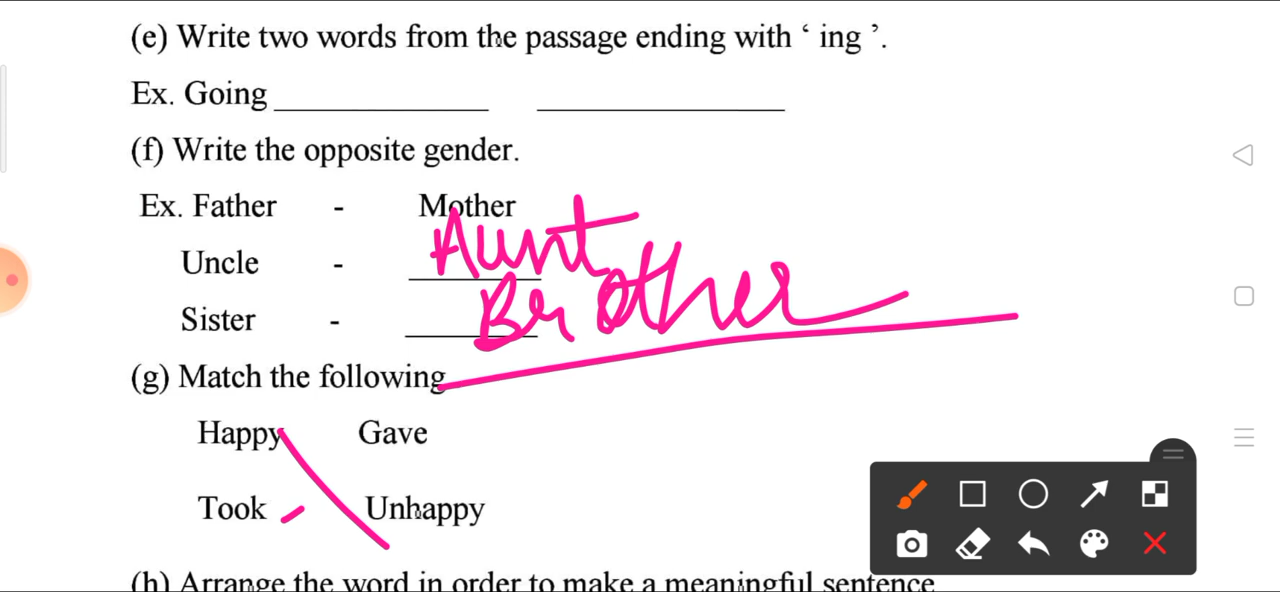 (e) Write two words from the passage ending with ‘ ing ’.
Ex. Going ____________ ____________
(f) Write the opposite gender.
Ex. Father - Mother
Uncle - Aunt
Sister - Brother
(g) Match the following
Happy Gave
Took Unhappy
(h) Arrange the word in order to make a meaningful sentence